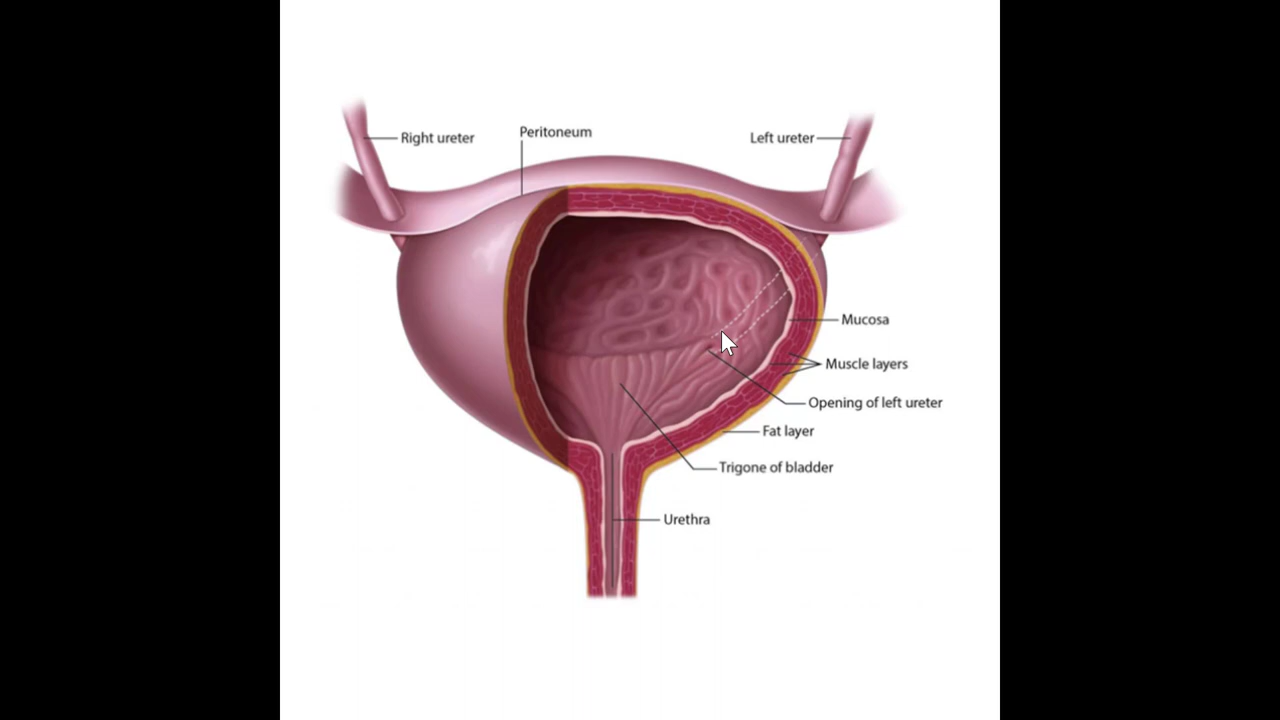 Peritoneum
Right ureter
Left ureter
Mucosa
Muscle layers
Opening of left ureter
Fat layer
Trigone of bladder
Urethra